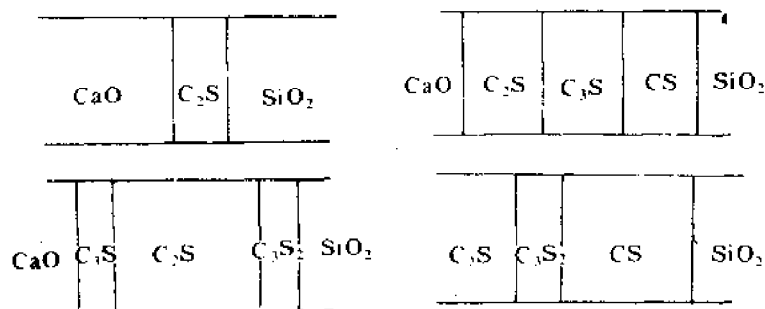 CaO C₂S SiO₂
CaO C₂S C₃S CS SiO₂
CaO C₃S C₂S C₃S₂ SiO₂
C₂S C₃S₂ CS SiO₂